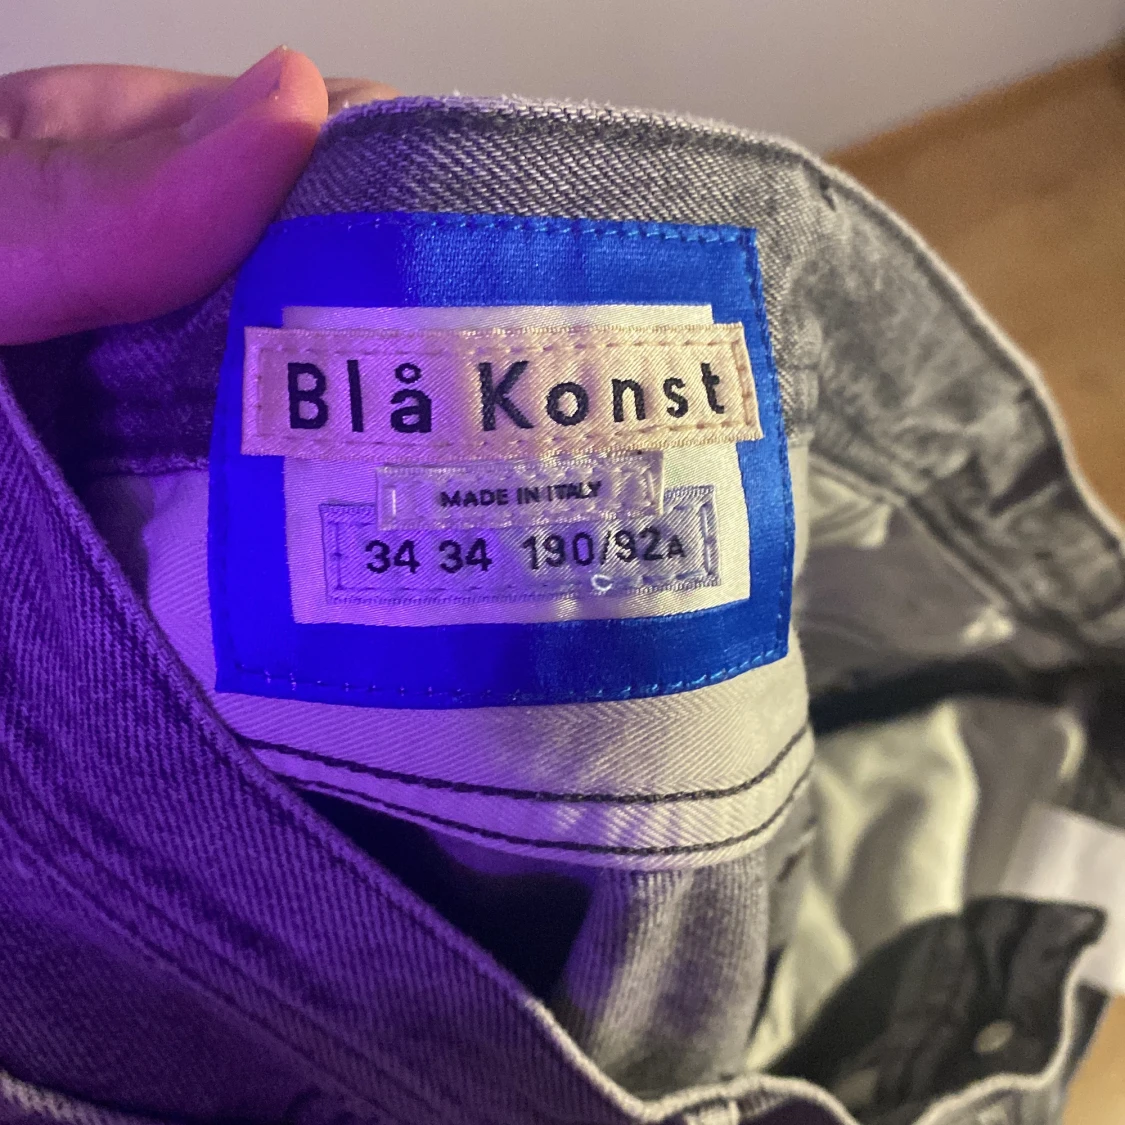 Blå Konst
MADE IN ITALY
34 34 190/92A